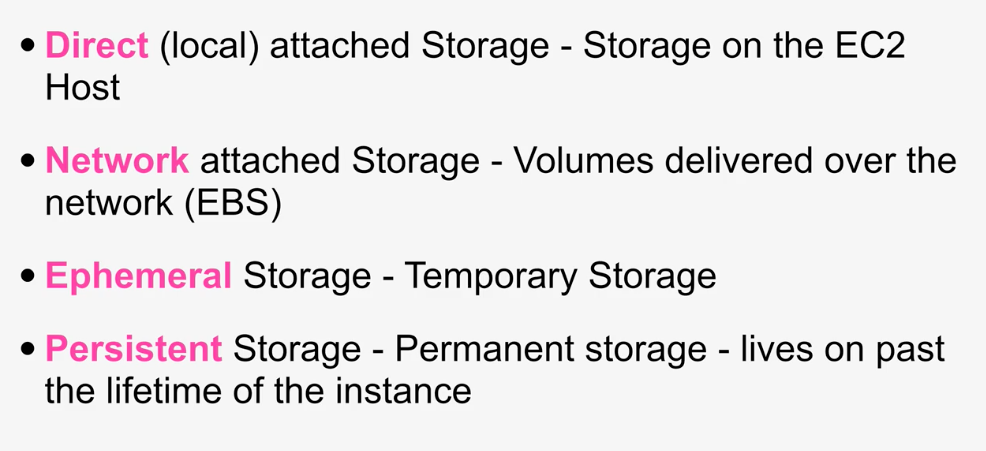 • Direct (local) attached Storage - Storage on the EC2
Host
• Network attached Storage - Volumes delivered over the
network (EBS)
• Ephemeral Storage - Temporary Storage
• Persistent Storage - Permanent storage - lives on past
the lifetime of the instance